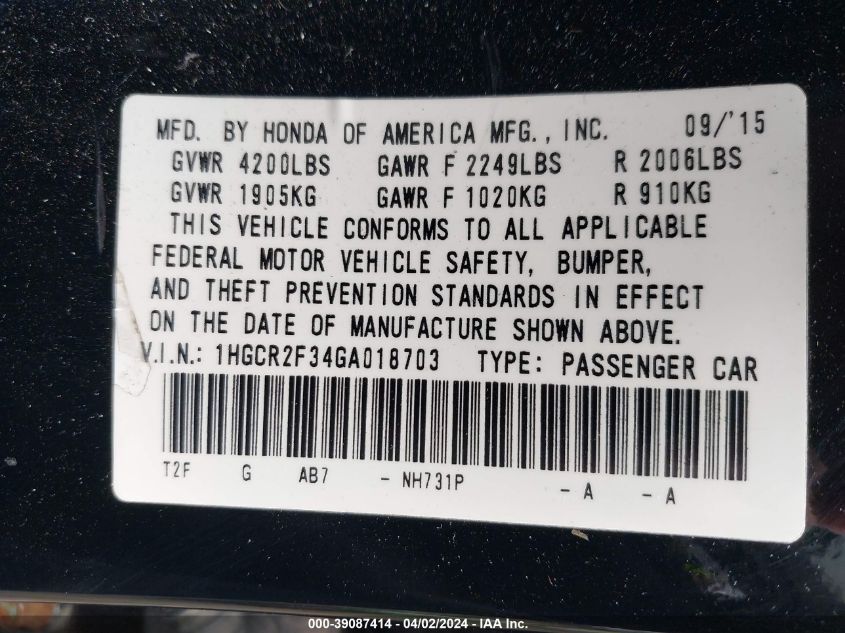 MFD. BY HONDA OF AMERICA MFG., INC. 09/'15
GVWR 4200LBS GAWR F 2249LBS R 2006LBS
GVWR 1905KG GAWR F 1020KG R 910KG
THIS VEHICLE CONFORMS TO ALL APPLICABLE
FEDERAL MOTOR VEHICLE SAFETY, BUMPER,
AND THEFT PREVENTION STANDARDS IN EFFECT
ON THE DATE OF MANUFACTURE SHOWN ABOVE.
V.I.N.: 1HGCR2F34GA018703 TYPE: PASSENGER CAR
T2F G AB7 - NH731P - A - A
000-39087414 - 04/02/2024 - IAA Inc.